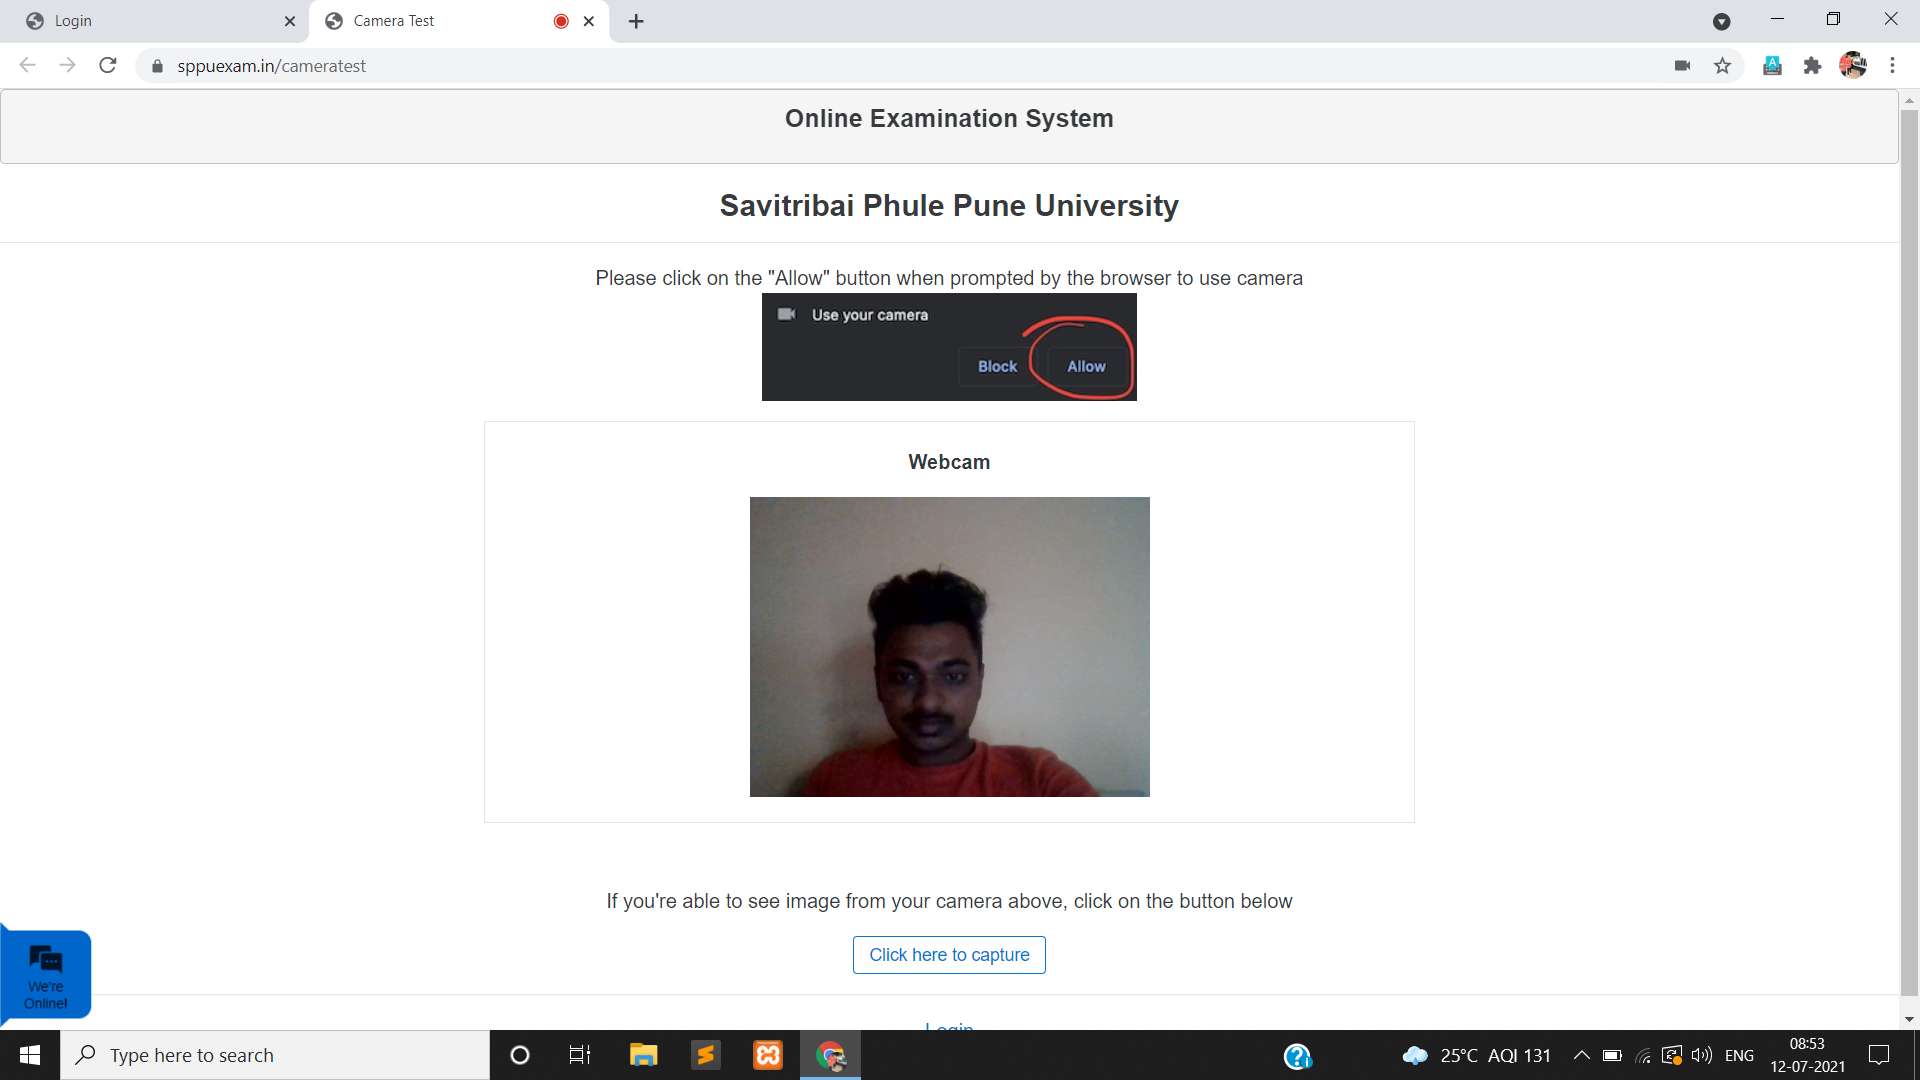 Login
Camera Test
sppuexam.in/cameratest
Online Examination System
Savitribai Phule Pune University
Please click on the "Allow" button when prompted by the browser to use camera
Use your camera
Block
Allow
Webcam
If you're able to see image from your camera above, click on the button below
Click here to capture
We're
Online!
Login
Type here to search
25°C AQI 131
ENG
08:53
12-07-2021